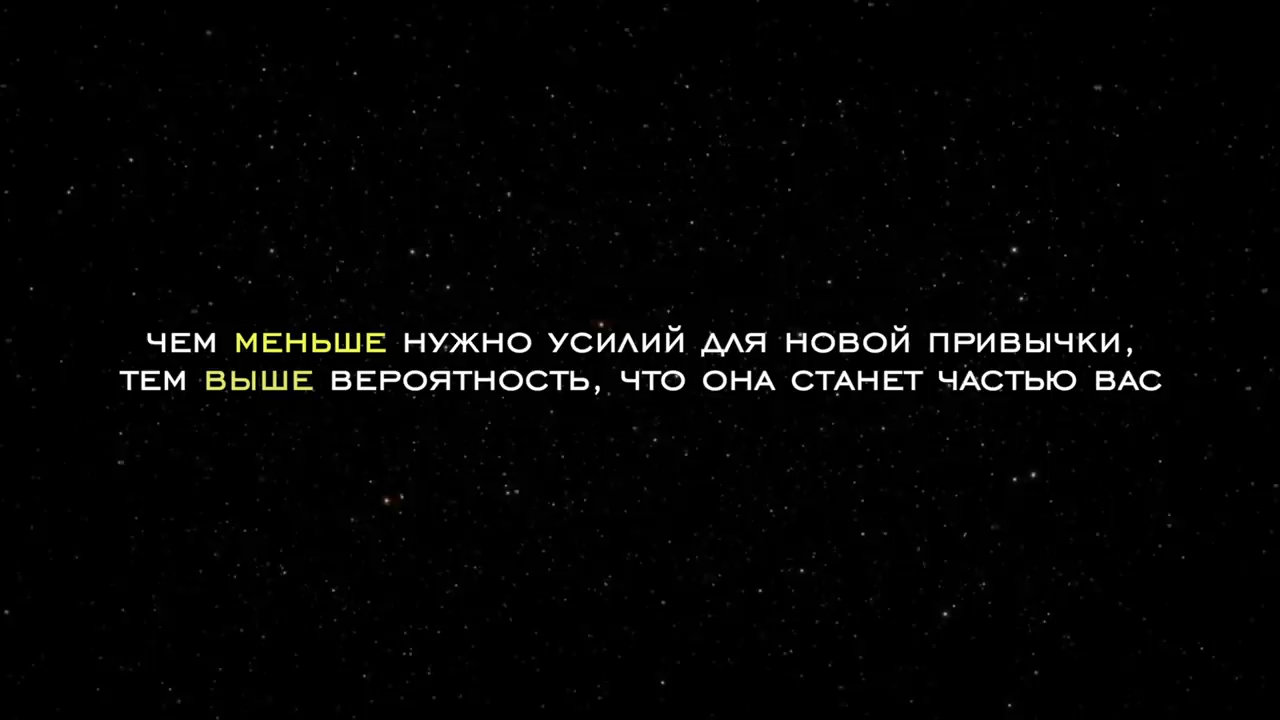 ЧЕМ МЕНЬШЕ НУЖНО УСИЛИЙ ДЛЯ НОВОЙ ПРИВЫЧКИ,
ТЕМ ВЫШЕ ВЕРОЯТНОСТЬ, ЧТО ОНА СТАНЕТ ЧАСТЬЮ ВАС